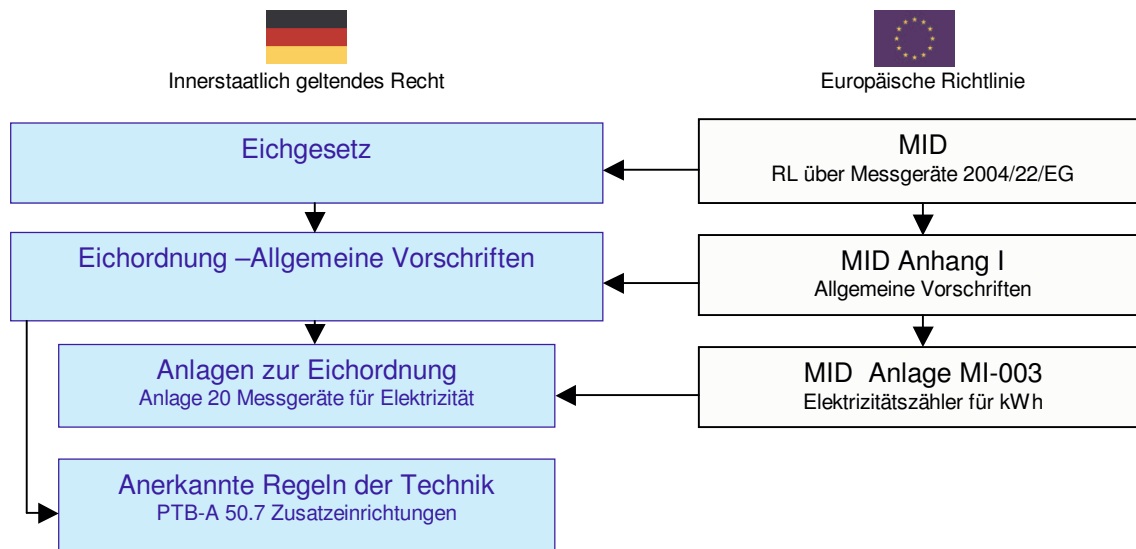 Innerstaatlich geltendes Recht
Europäische Richtlinie
Eichgesetz
MID
RL über Messgeräte 2004/22/EG
Eichordnung –Allgemeine Vorschriften
MID Anhang I
Allgemeine Vorschriften
Anlagen zur Eichordnung
Anlage 20 Messgeräte für Elektrizität
MID Anlage MI-003
Elektrizitätszähler für kWh
Anerkannte Regeln der Technik
PTB-A 50.7 Zusatzeinrichtungen